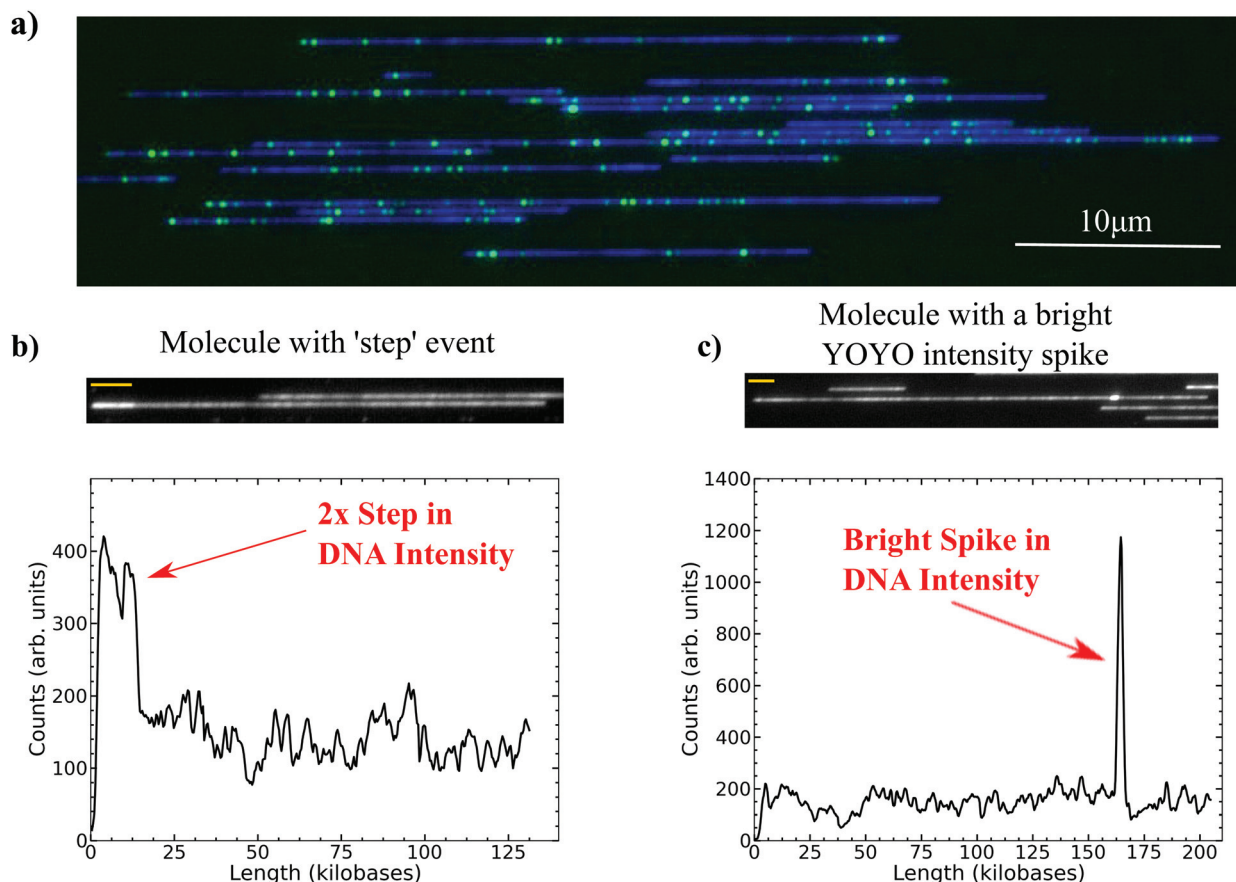 a)
10μm
b)
Molecule with 'step' event
c)
Molecule with a bright
YOYO intensity spike
2x Step in
DNA Intensity
Counts (arb. units)
400
300
200
100
0
0 25 50 75 100 125
Length (kilobases)
Bright Spike in
DNA Intensity
Counts (arb. units)
1400
1200
1000
800
600
400
200
0
0 25 50 75 100 125 150 175 200
Length (kilobases)